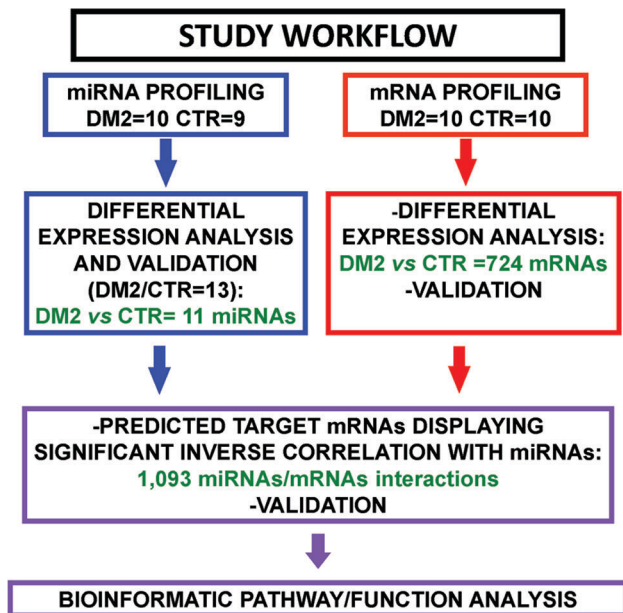 STUDY WORKFLOW
miRNA PROFILING
DM2=10 CTR=9
mRNA PROFILING
DM2=10 CTR=10
DIFFERENTIAL
EXPRESSION ANALYSIS
AND VALIDATION
(DM2/CTR=13):
DM2 vs CTR= 11 miRNAs
-DIFFERENTIAL
EXPRESSION ANALYSIS:
DM2 vs CTR =724 mRNAs
-VALIDATION
-PREDICTED TARGET mRNAs DISPLAYING
SIGNIFICANT INVERSE CORRELATION WITH miRNAs:
1,093 miRNAs/mRNAs interactions
-VALIDATION
BIOINFORMATIC PATHWAY/FUNCTION ANALYSIS